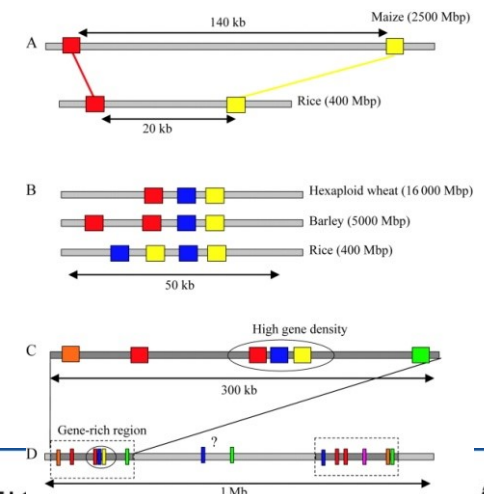 140 kb
Maize (2500 Mbp)
A
Rice (400 Mbp)
20 kb
B
Hexaploid wheat (16 000 Mbp)
Barley (5000 Mbp)
Rice (400 Mbp)
50 kb
High gene density
C
300 kb
Gene-rich region
?
D
1 Mb